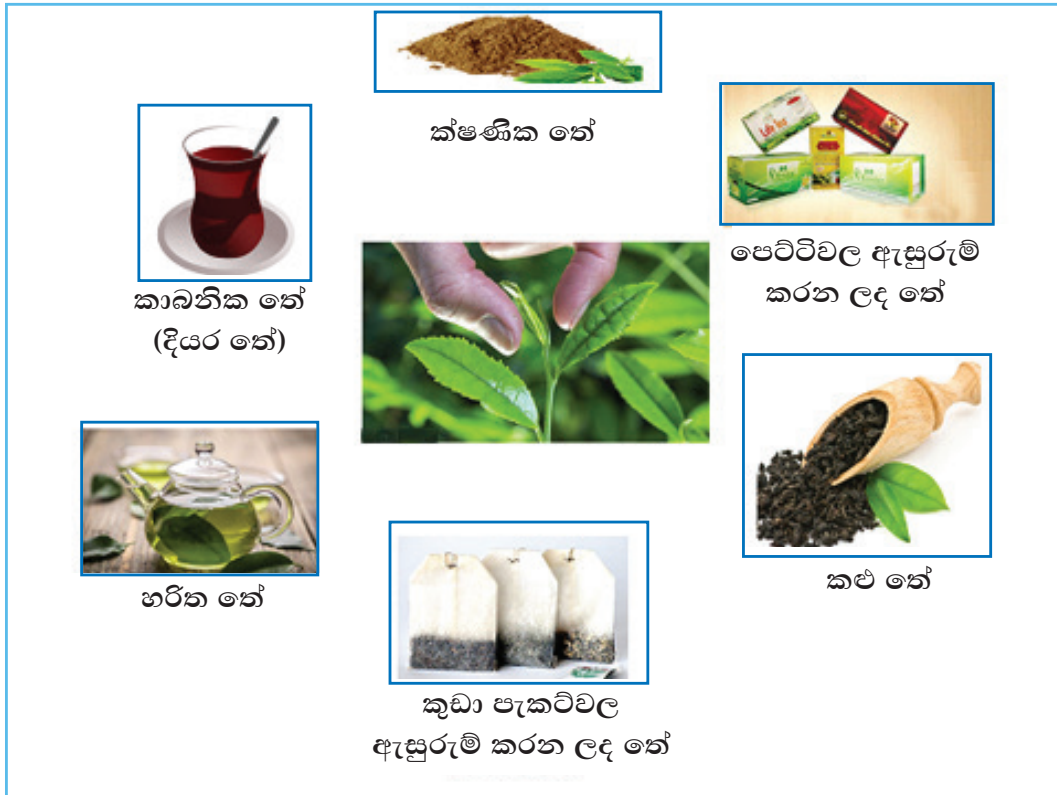 ක්ෂණික තේ
පෙට්ටිවල ඇසුරුම්
කරන ලද තේ
කාබනික තේ
(දියර තේ)
කළු තේ
හරිත තේ
කුඩා පැකට්වල
ඇසුරුම් කරන ලද තේ